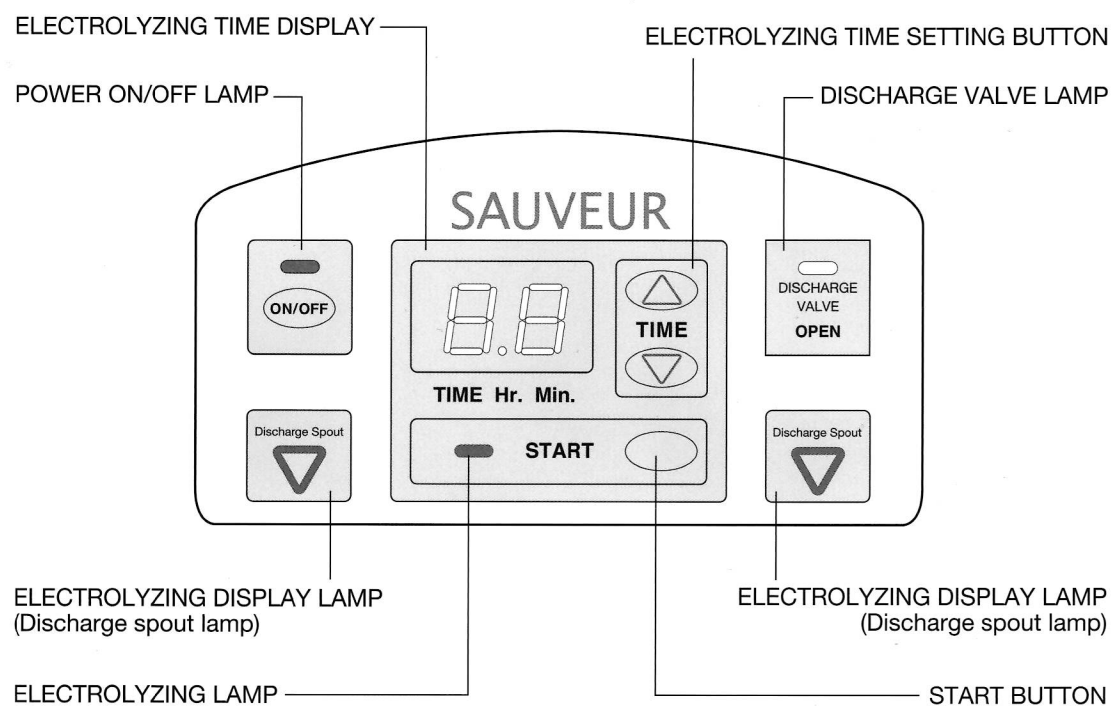 ELECTROLYZING TIME DISPLAY
ELECTROLYZING TIME SETTING BUTTON
POWER ON/OFF LAMP
DISCHARGE VALVE LAMP
SAUVEUR
ON/OFF
8.8
TIME Hr. Min.
TIME
DISCHARGE
VALVE
OPEN
Discharge Spout
START
Discharge Spout
ELECTROLYZING DISPLAY LAMP
(Discharge spout lamp)
ELECTROLYZING DISPLAY LAMP
(Discharge spout lamp)
ELECTROLYZING LAMP
START BUTTON